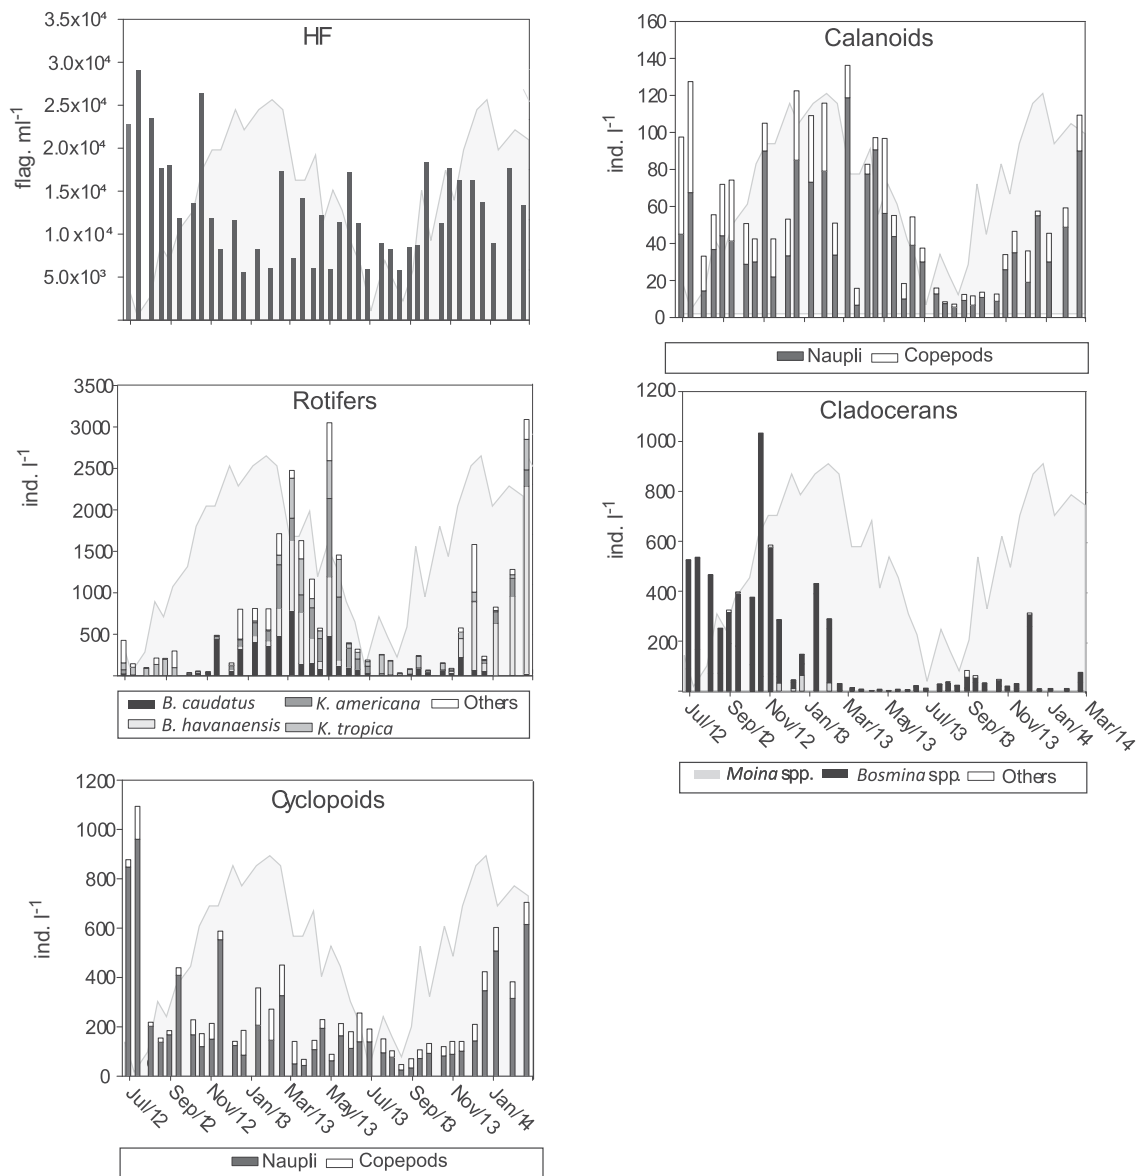 HF
3.5x10⁴
3.0x10⁴
2.5x10⁴
2.0x10⁴
1.5x10⁴
1.0x10⁴
5.0x10³
flag. ml⁻¹
Calanoids
160
140
120
100
80
60
40
20
0
ind. l⁻¹
Naupli Copepods
Rotifers
3500
3000
2500
2000
1500
1000
500
ind. l⁻¹
B. caudatus K. americana Others
B. havanaensis K. tropica
Cladocerans
1200
1000
800
600
400
200
ind. l⁻¹
Jul/12 Sep/12 Nov/12 Jan/13 Mar/13 May/13 Jul/13 Sep/13 Nov/13 Jan/14 Mar/14
Moina spp. Bosmina spp. Others
Cyclopoids
1200
1000
800
600
400
200
0
ind. l⁻¹
Jul/12 Sep/12 Nov/12 Jan/13 Mar/13 May/13 Jul/13 Sep/13 Nov/13 Jan/14
Naupli Copepods